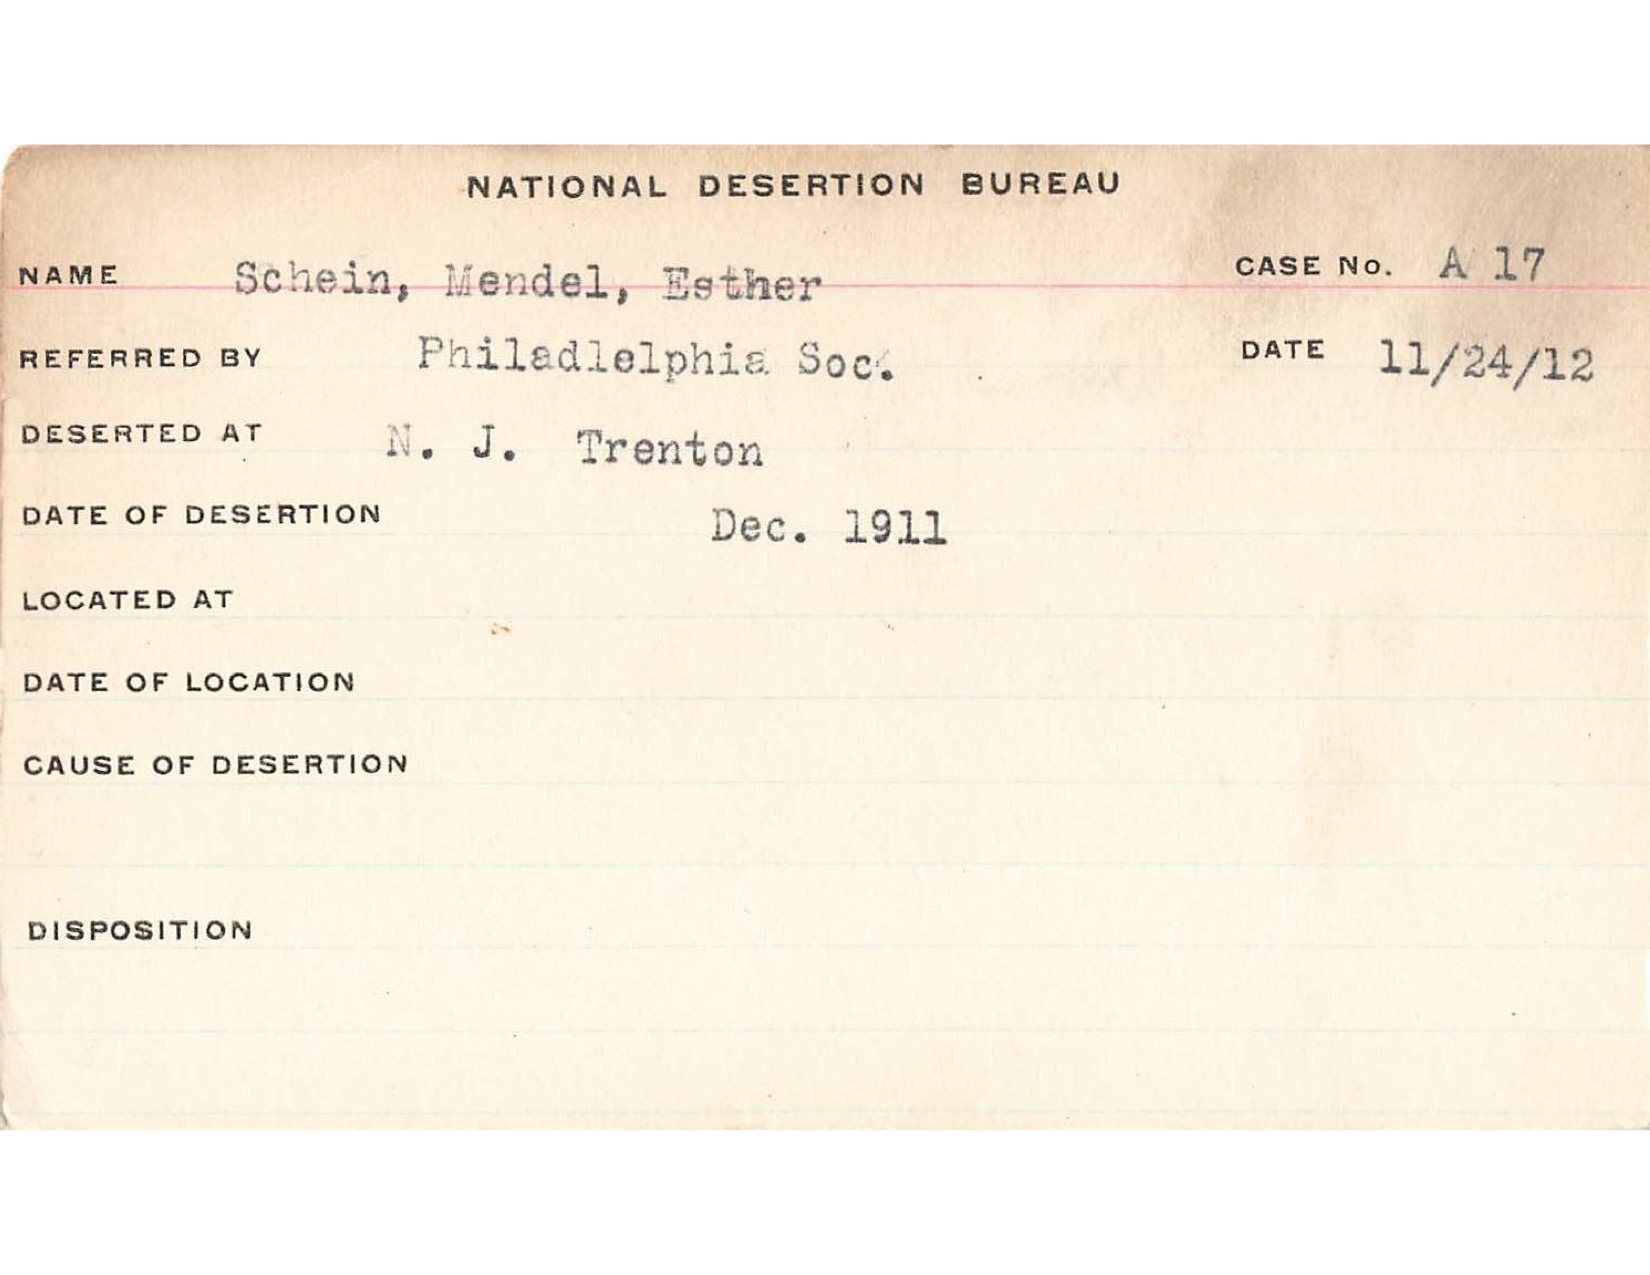 NATIONAL DESERTION BUREAU
NAME Schein, Mendel, Esther CASE No. A 17
REFERRED BY Philadlelphia Soc. DATE 11/24/12
DESERTED AT N. J. Trenton
DATE OF DESERTION Dec. 1911
LOCATED AT
DATE OF LOCATION
CAUSE OF DESERTION
DISPOSITION